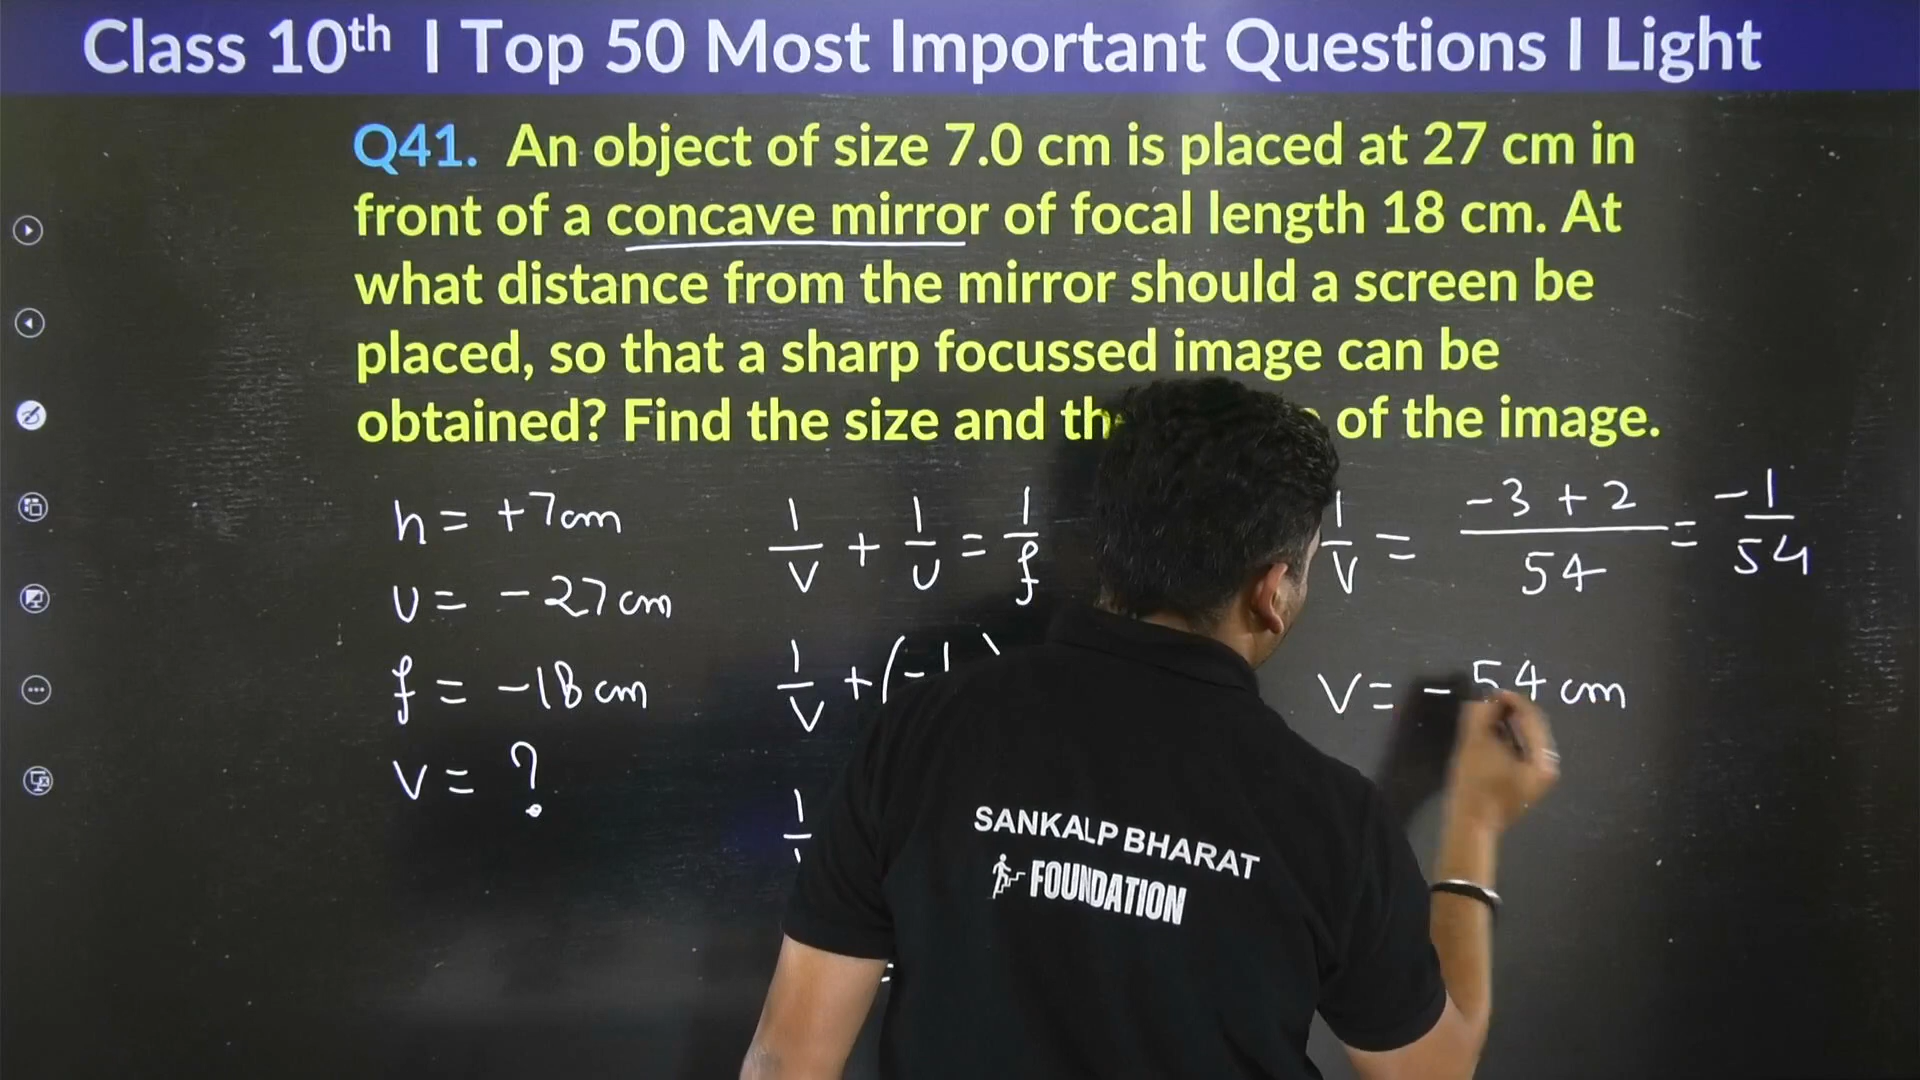 Class 10th I Top 50 Most Important Questions I Light
Q41. An object of size 7.0 cm is placed at 27 cm in
front of a concave mirror of focal length 18 cm. At
what distance from the mirror should a screen be
placed, so that a sharp focussed image can be
obtained? Find the size and of the image.
h = +7cm
u = -27cm
f = -18cm
v = ?
1/v + 1/u = 1/f
1/v + (-1
1/v = -3+2/54 = -1/54
v = -54cm
SANKALP BHARAT
FOUNDATION